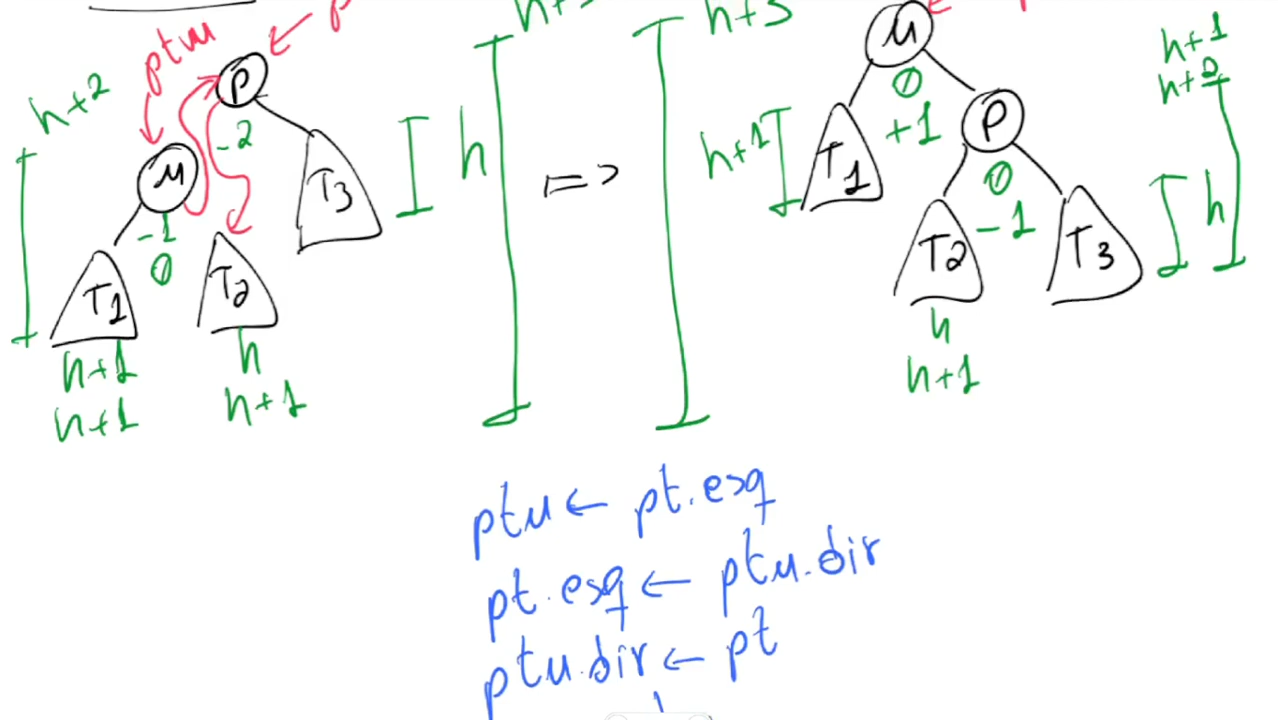 h+3
ptu
p
h+2
u
-1
0
-2
T1
h+1
h+1
T2
h
h+1
T3
h
=>
h+3
u
0
+1
h+1
T1
p
0
-1
T2
h
h+1
T3
h
h+1
ptu ← pt.esq
pt.esq ← ptu.dir
ptu.dir ← pt